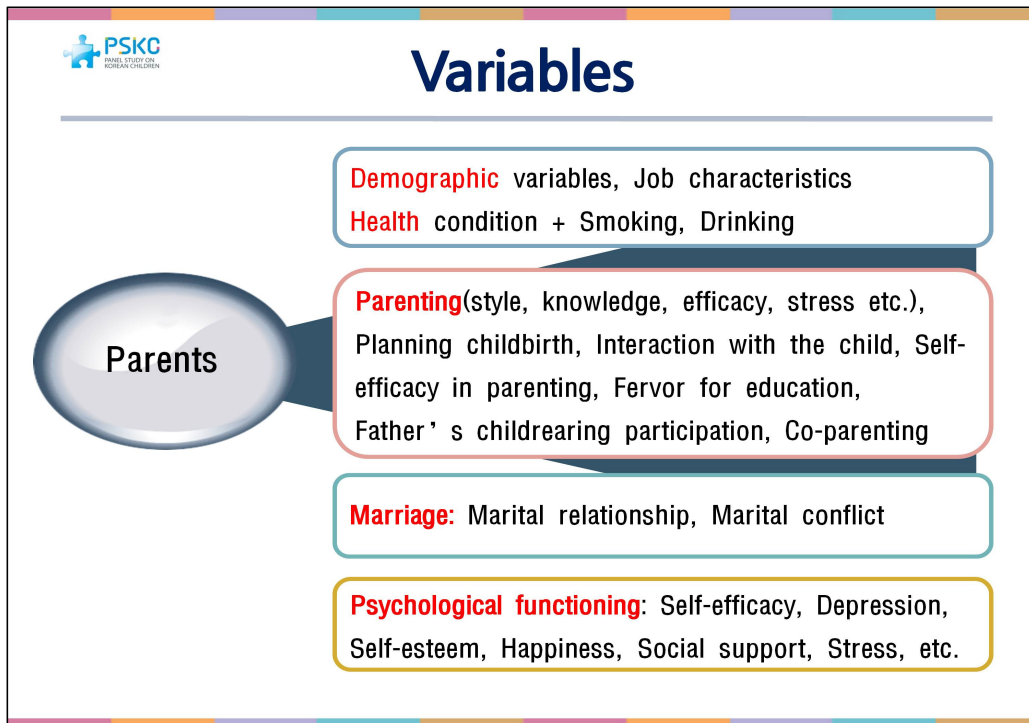 PSKC
PANEL STUDY ON
KOREAN CHILDREN
Variables
Demographic variables, Job characteristics
Health condition + Smoking, Drinking
Parents
Parenting(style, knowledge, efficacy, stress etc.),
Planning childbirth, Interaction with the child, Self-
efficacy in parenting, Fervor for education,
Father’ s childrearing participation, Co-parenting
Marriage: Marital relationship, Marital conflict
Psychological functioning: Self-efficacy, Depression,
Self-esteem, Happiness, Social support, Stress, etc.